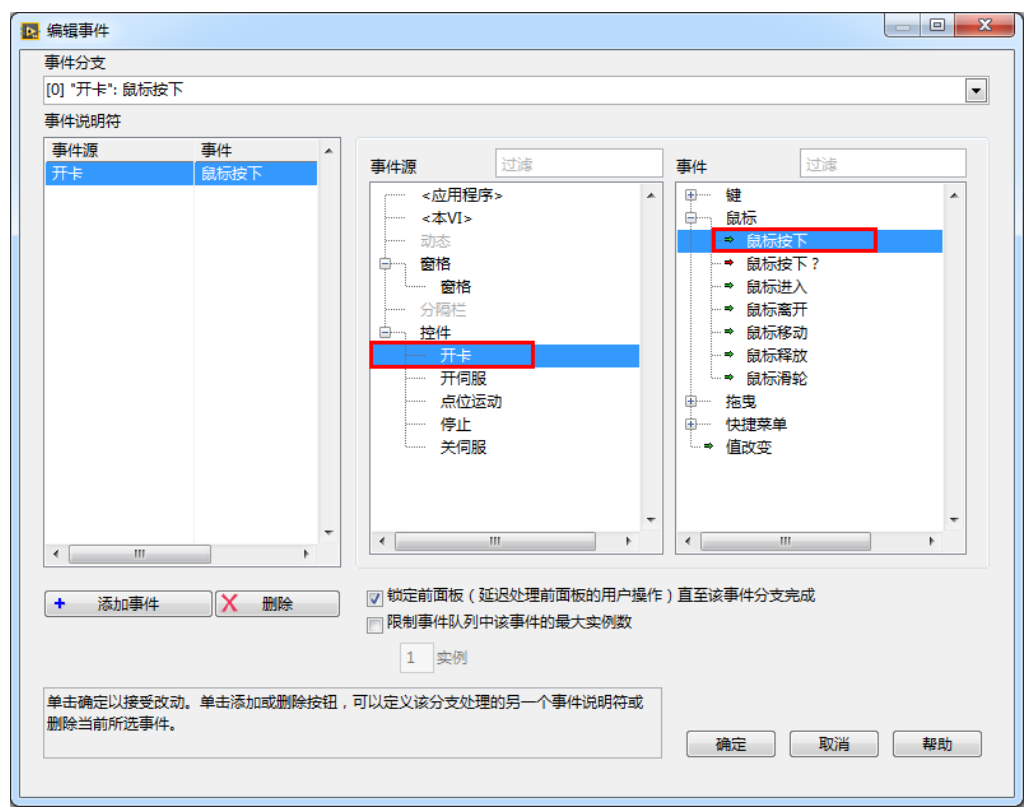 编辑事件
事件分支
[0] "开卡": 鼠标按下
事件说明符
事件源 事件
开卡 鼠标按下
事件源 过滤
<应用程序>
<本VI>
动态
窗格
窗格
分隔栏
控件
开卡
开伺服
点位运动
停止
关伺服
事件 过滤
键
鼠标
鼠标按下
鼠标按下？
鼠标进入
鼠标离开
鼠标移动
鼠标释放
鼠标滑轮
拖曳
快捷菜单
值改变
添加事件 删除
锁定前面板（延迟处理前面板的用户操作）直至该事件分支完成
限制事件队列中该事件的最大实例数
1 实例
单击确定以接受改动。单击添加或删除按钮，可以定义该分支处理的另一个事件说明符或
删除当前所选事件。
确定 取消 帮助